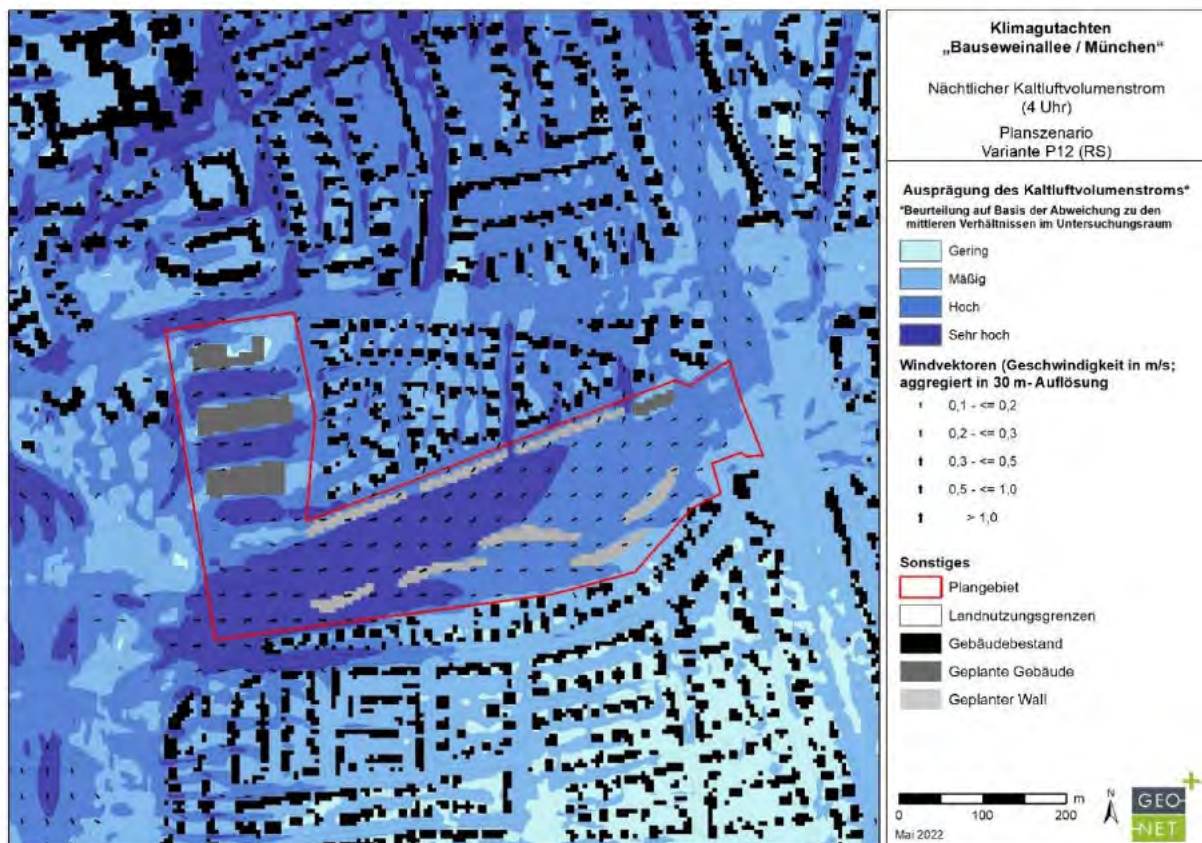 Klimagutachten
„Bauseweinallee / München“
Nächtlicher Kaltluftvolumenstrom
(4 Uhr)
Planszenario
Variante P12 (RS)
Ausprägung des Kaltluftvolumenstroms*
*Beurteilung auf Basis der Abweichung zu den
mittleren Verhältnissen im Untersuchungsraum
Gering
Mäßig
Hoch
Sehr hoch
Windvektoren (Geschwindigkeit in m/s;
aggregiert in 30 m- Auflösung
0,1 - <= 0,2
0,2 - <= 0,3
0,3 - <= 0,5
0,5 - <= 1,0
> 1,0
Sonstiges
Plangebiet
Landnutzungsgrenzen
Gebäudebestand
Geplante Gebäude
Geplanter Wall
0 100 200 m
N
Mai 2022
GEO-
NET